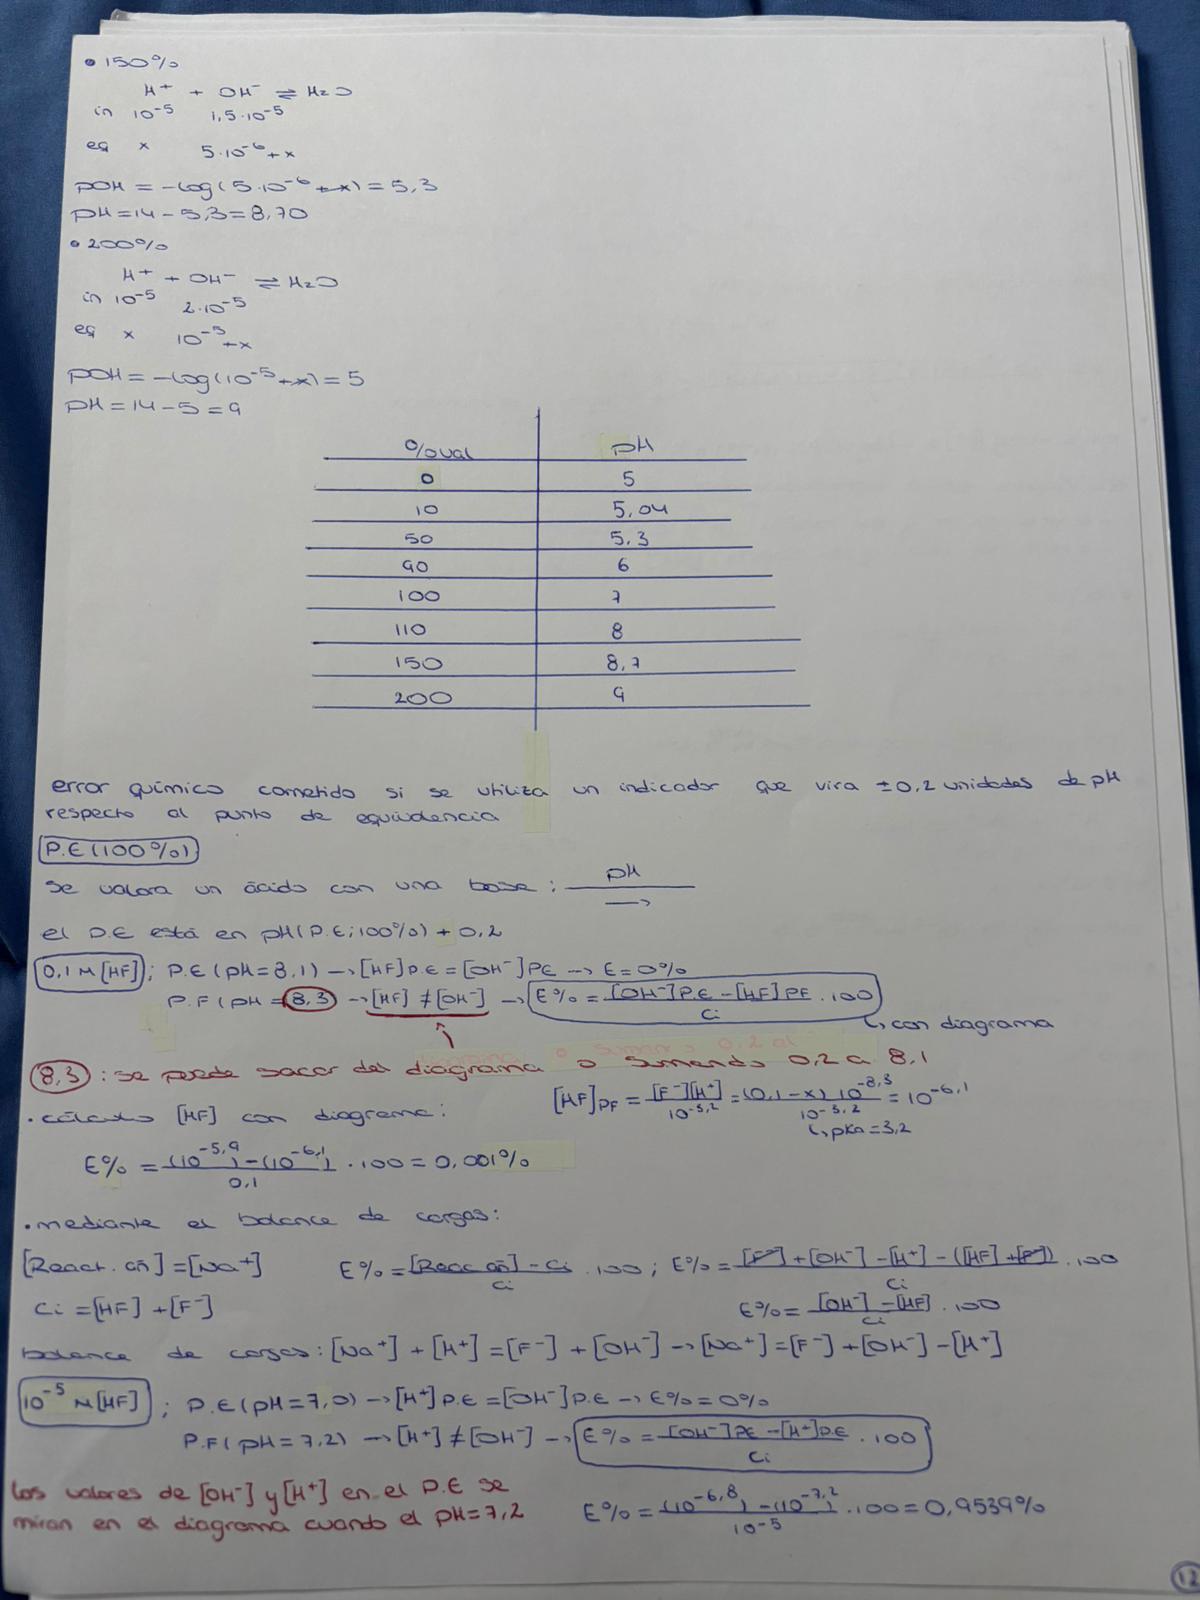 • 150%
H⁺ + OH⁻ ⇌ H₂O
in 10⁻⁵ 1,5·10⁻⁵
eq x 5·10⁻⁶+x
pOH = -log(5·10⁻⁶+x) = 5,3
pH = 14 - 5,3 = 8,70
• 200%
H⁺ + OH⁻ ⇌ H₂O
in 10⁻⁵ 2·10⁻⁵
eq x 10⁻⁵+x
pOH = -log(10⁻⁵+x) = 5
pH = 14 - 5 = 9
%val pH
0 5
10 5,04
50 5,3
90 6
100 7
110 8
150 8,7
200 9
error químico cometido si se utiliza un indicador que vira ±0,2 unidades de pH
respecto al punto de equivalencia
P.E (100%)
Se valora un ácido con una base: pH →
el P.E está en pH(P.E; 100%) + 0,2
0,1 M [HF]; P.E (pH = 8,1) → [HF]P.E = [OH⁻]PE → E = 0%
P.F (pH = 8,3) → [HF] ≠ [OH⁻] → E% = ([OH⁻]P.E - [HF]PF)/Ci · 100
↳ con diagrama
8,3 : se puede sacar del diagrama o sumando 0,2 a 8,1
· cálculo [HF] con diagrama: [HF]PF = [F⁻][H⁺]/10⁻³,² = (0,1-x)10⁻⁸,³/10⁻³,² = 10⁻⁶,¹
↳ pKa = 3,2
E% = ((10⁻⁵,⁹) - (10⁻⁶,¹))/0,1 · 100 = 0,001%
· mediante el balance de cargas:
[React. añ] = [Na⁺] E% = ([Reac añ] - Ci)/Ci · 100; E% = ([F⁻] + [OH⁻] - [H⁺] - ([HF] + [F⁻]))/Ci · 100
Ci = [HF] + [F⁻] E% = ([OH⁻] - [HF])/Ci · 100
balance de cargas: [Na⁺] + [H⁺] = [F⁻] + [OH⁻] → [Na⁺] = [F⁻] + [OH⁻] - [H⁺]
10⁻⁵ M [HF] ; P.E (pH = 7,0) → [H⁺]P.E = [OH⁻]P.E → E% = 0%
P.F (pH = 7,2) → [H⁺] ≠ [OH⁻] → E% = ([OH⁻]PE - [H⁺]P.E)/Ci · 100
Los valores de [OH⁻] y [H⁺] en el P.E se
miran en el diagrama cuando el pH = 7,2 E% = ((10⁻⁶,⁸) - (10⁻⁷,²))/10⁻⁵ · 100 = 0,9539%
12